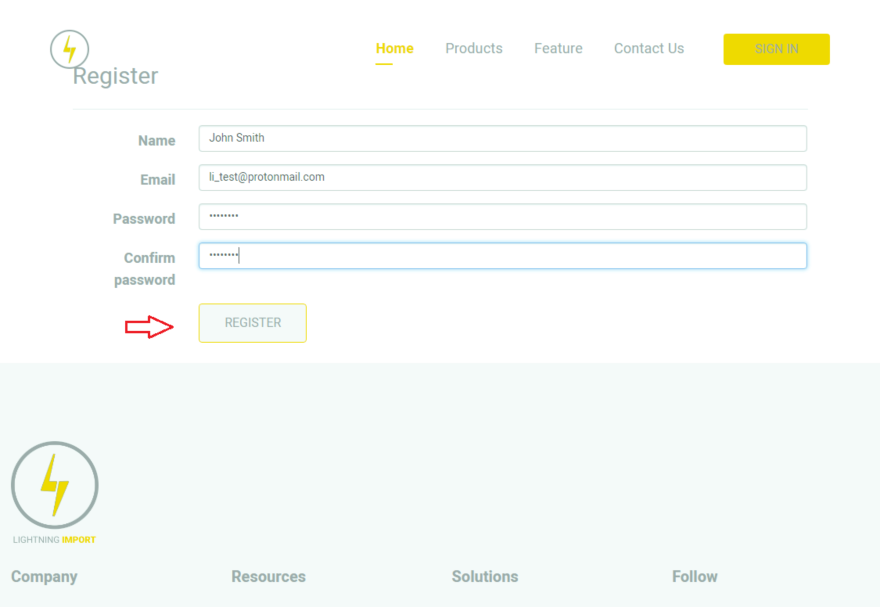 Home Products Feature Contact Us SIGN IN
Register
Name John Smith
Email li_test@protonmail.com
Password ••••••••
Confirm password ••••••••
REGISTER
LIGHTNING IMPORT
Company Resources Solutions Follow